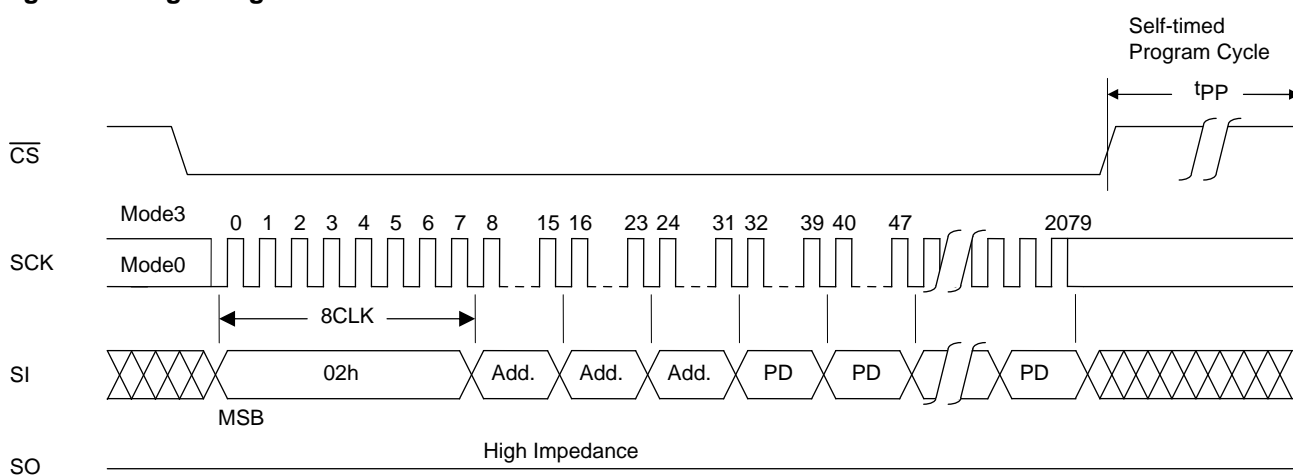 Self-timed
Program Cycle
tPP
CS
Mode3
0 1 2 3 4 5 6 7 8 15 16 23 24 31 32 39 40 47 2079
SCK
Mode0
8CLK
SI
02h Add. Add. Add. PD PD PD
MSB
High Impedance
SO